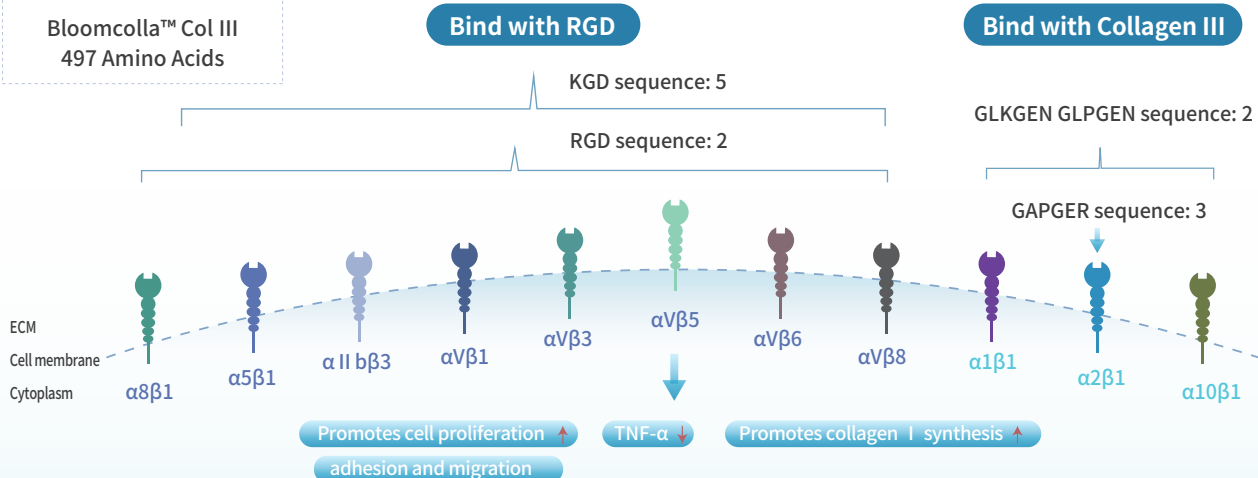 Bloomcolla™ Col III
497 Amino Acids
Bind with RGD
Bind with Collagen III
KGD sequence: 5
RGD sequence: 2
GLKGEN GLPGEN sequence: 2
GAPGER sequence: 3
ECM
Cell membrane
Cytoplasm
α8β1
α5β1
α II bβ3
αVβ1
αVβ3
αVβ5
αVβ6
αVβ8
α1β1
α2β1
α10β1
Promotes cell proliferation ↑
adhesion and migration
TNF-α ↓
Promotes collagen I synthesis ↑